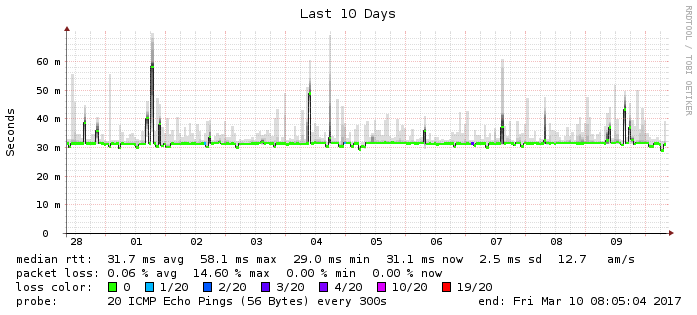 Last 10 Days
RRDTOOL / TOBI OETIKER
Seconds
60 m
50 m
40 m
30 m
20 m
10 m
0
28 01 02 03 04 05 06 07 08 09
median rtt: 31.7 ms avg 58.1 ms max 29.0 ms min 31.1 ms now 2.5 ms sd 12.7 am/s
packet loss: 0.06 % avg 14.60 % max 0.00 % min 0.00 % now
loss color: 0 1/20 2/20 3/20 4/20 10/20 19/20
probe: 20 ICMP Echo Pings (56 Bytes) every 300s end: Fri Mar 10 08:05:04 2017